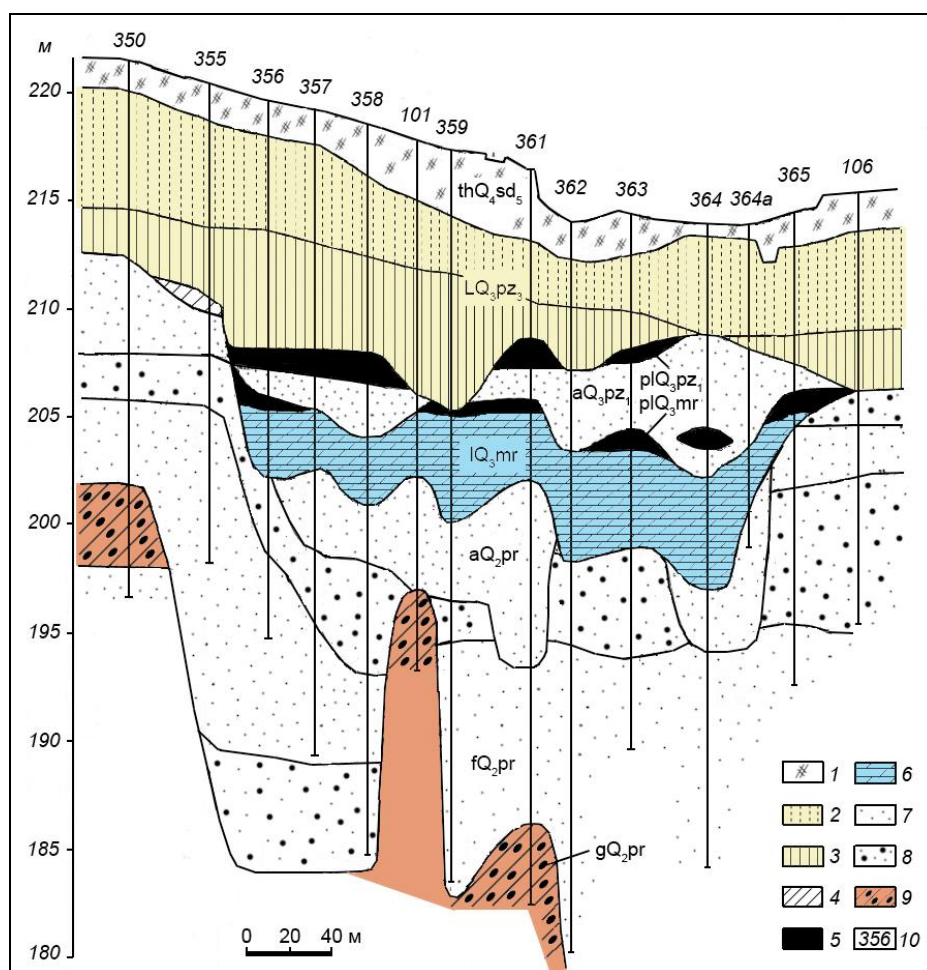 м
350
355
356
357
358
101
359
361
362
363
364
364а
365
106
220
215
210
205
200
195
190
185
180
thQ₄sd₅
LQ₃pz₃
plQ₃pz₁
aQ₃pz₁
plQ₃mr
lQ₃mr
aQ₂pr
fQ₂pr
gQ₂pr
1 6
2 7
3 8
4 9
5 356 10
0 20 40 м